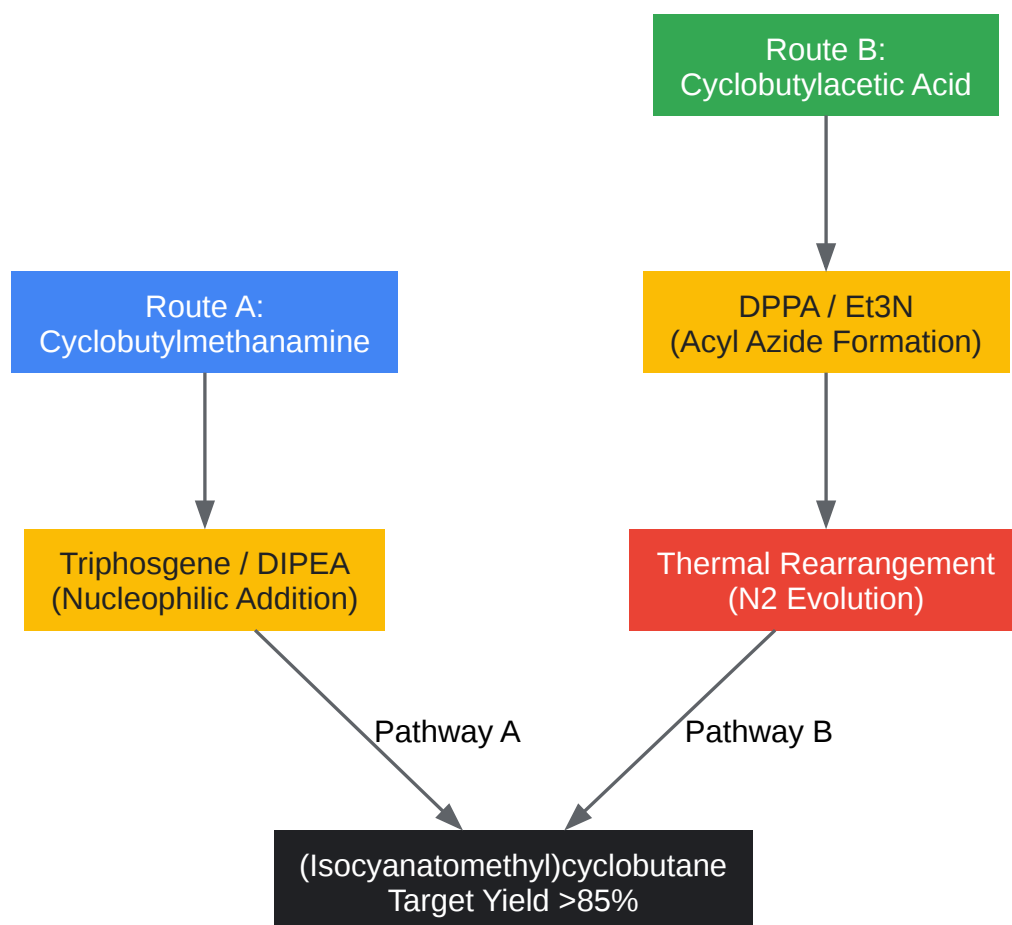 Route B:
Cyclobutylacetic Acid
Route A:
Cyclobutylmethanamine
DPPA / Et3N
(Acyl Azide Formation)
Triphosgene / DIPEA
(Nucleophilic Addition)
Thermal Rearrangement
(N2 Evolution)
Pathway A
Pathway B
(Isocyanatomethyl)cyclobutane
Target Yield >85%